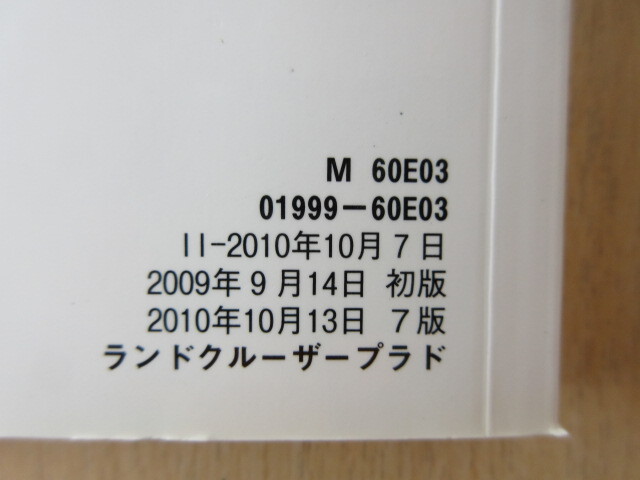 M 60E03
01999-60E03
II-2010年10月7日
2009年9月14日 初版
2010年10月13日 7版
ランドクルーザープラド